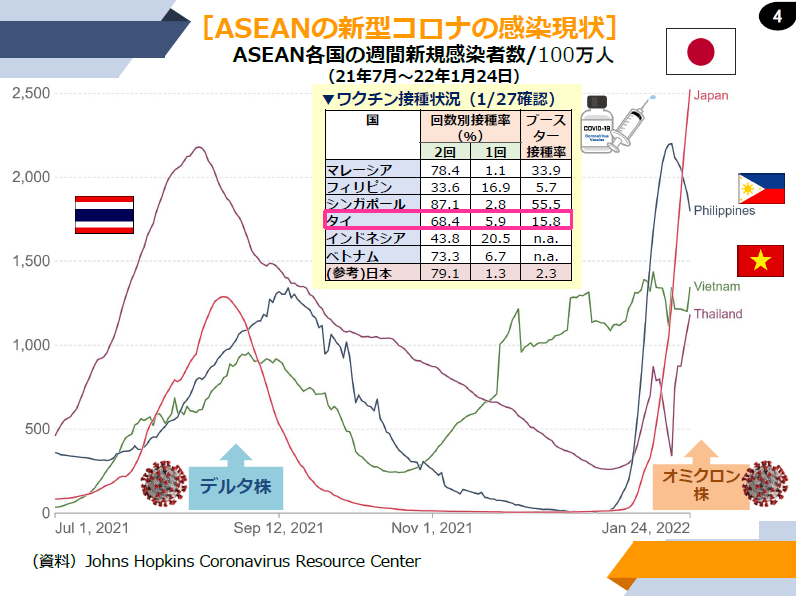 4
［ASEANの新型コロナの感染現状］
ASEAN各国の週間新規感染者数/100万人
（21年7月～22年1月24日）
▼ワクチン接種状況（1/27確認）
国 回数別接種率（%） ブースター接種率
2回 1回
マレーシア 78.4 1.1 33.9
フィリピン 33.6 16.9 5.7
シンガポール 87.1 2.8 55.5
タイ 68.4 5.9 15.8
インドネシア 43.8 20.5 n.a.
ベトナム 73.3 6.7 n.a.
(参考)日本 79.1 1.3 2.3
COVID-19
Coronavirus
Vaccine
2,500
2,000
1,500
1,000
500
0
Japan
Philippines
Vietnam
Thailand
デルタ株
オミクロン
株
Jul 1, 2021 Sep 12, 2021 Nov 1, 2021 Jan 24, 2022
（資料）Johns Hopkins Coronavirus Resource Center